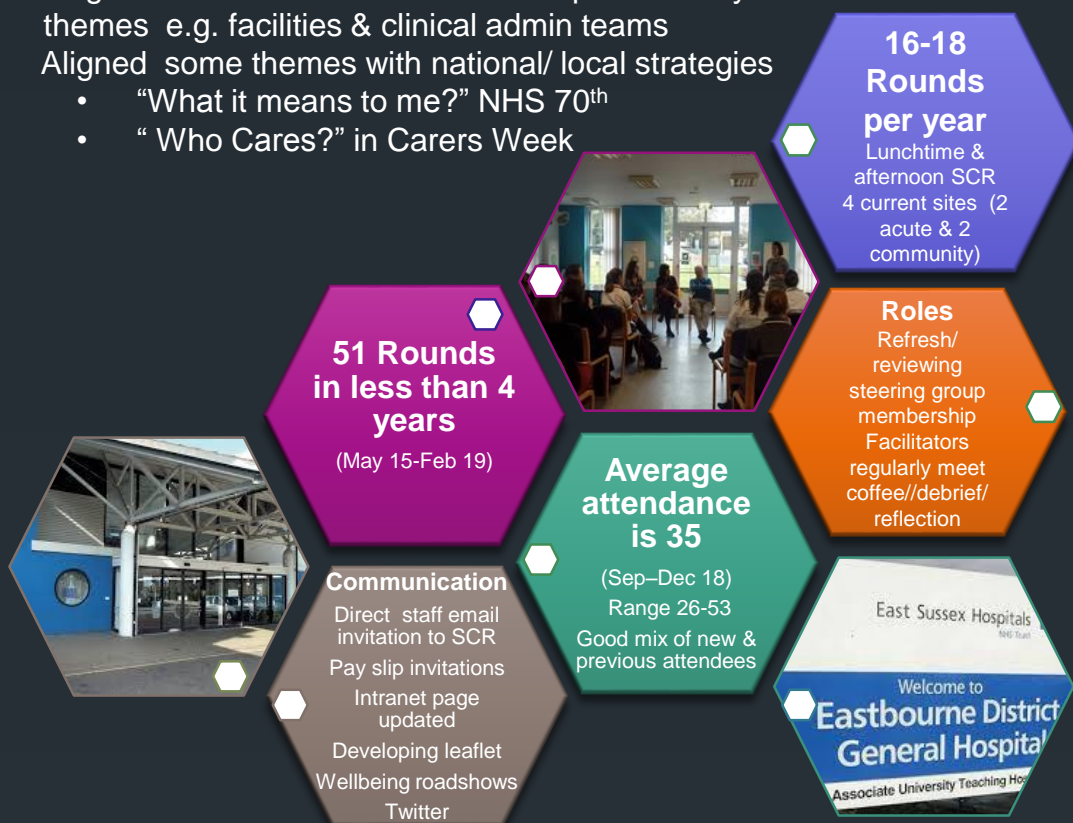 themes e.g. facilities & clinical admin teams
Aligned some themes with national/ local strategies
• “What it means to me?” NHS 70th
• “ Who Cares?” in Carers Week
16-18
Rounds
per year
Lunchtime &
afternoon SCR
4 current sites (2
acute & 2
community)
51 Rounds
in less than 4
years
(May 15-Feb 19)
Roles
Refresh/
reviewing
steering group
membership
Facilitators
regularly meet
coffee//debrief/
reflection
Average
attendance
is 35
(Sep–Dec 18)
Range 26-53
Good mix of new &
previous attendees
Communication
Direct staff email
invitation to SCR
Pay slip invitations
Intranet page
updated
Developing leaflet
Wellbeing roadshows
Twitter
East Sussex Hospitals
NHS Trust
Welcome to
Eastbourne District
General Hospital
Associate University Teaching